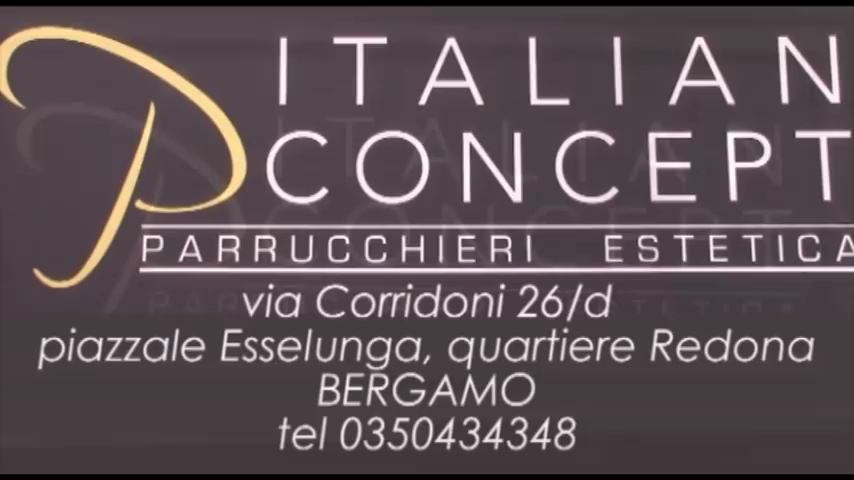 ITALIAN
CONCEPT
PARRUCCHIERI ESTETICA
via Corridoni 26/d
piazzale Esselunga, quartiere Redona
BERGAMO
tel 0350434348